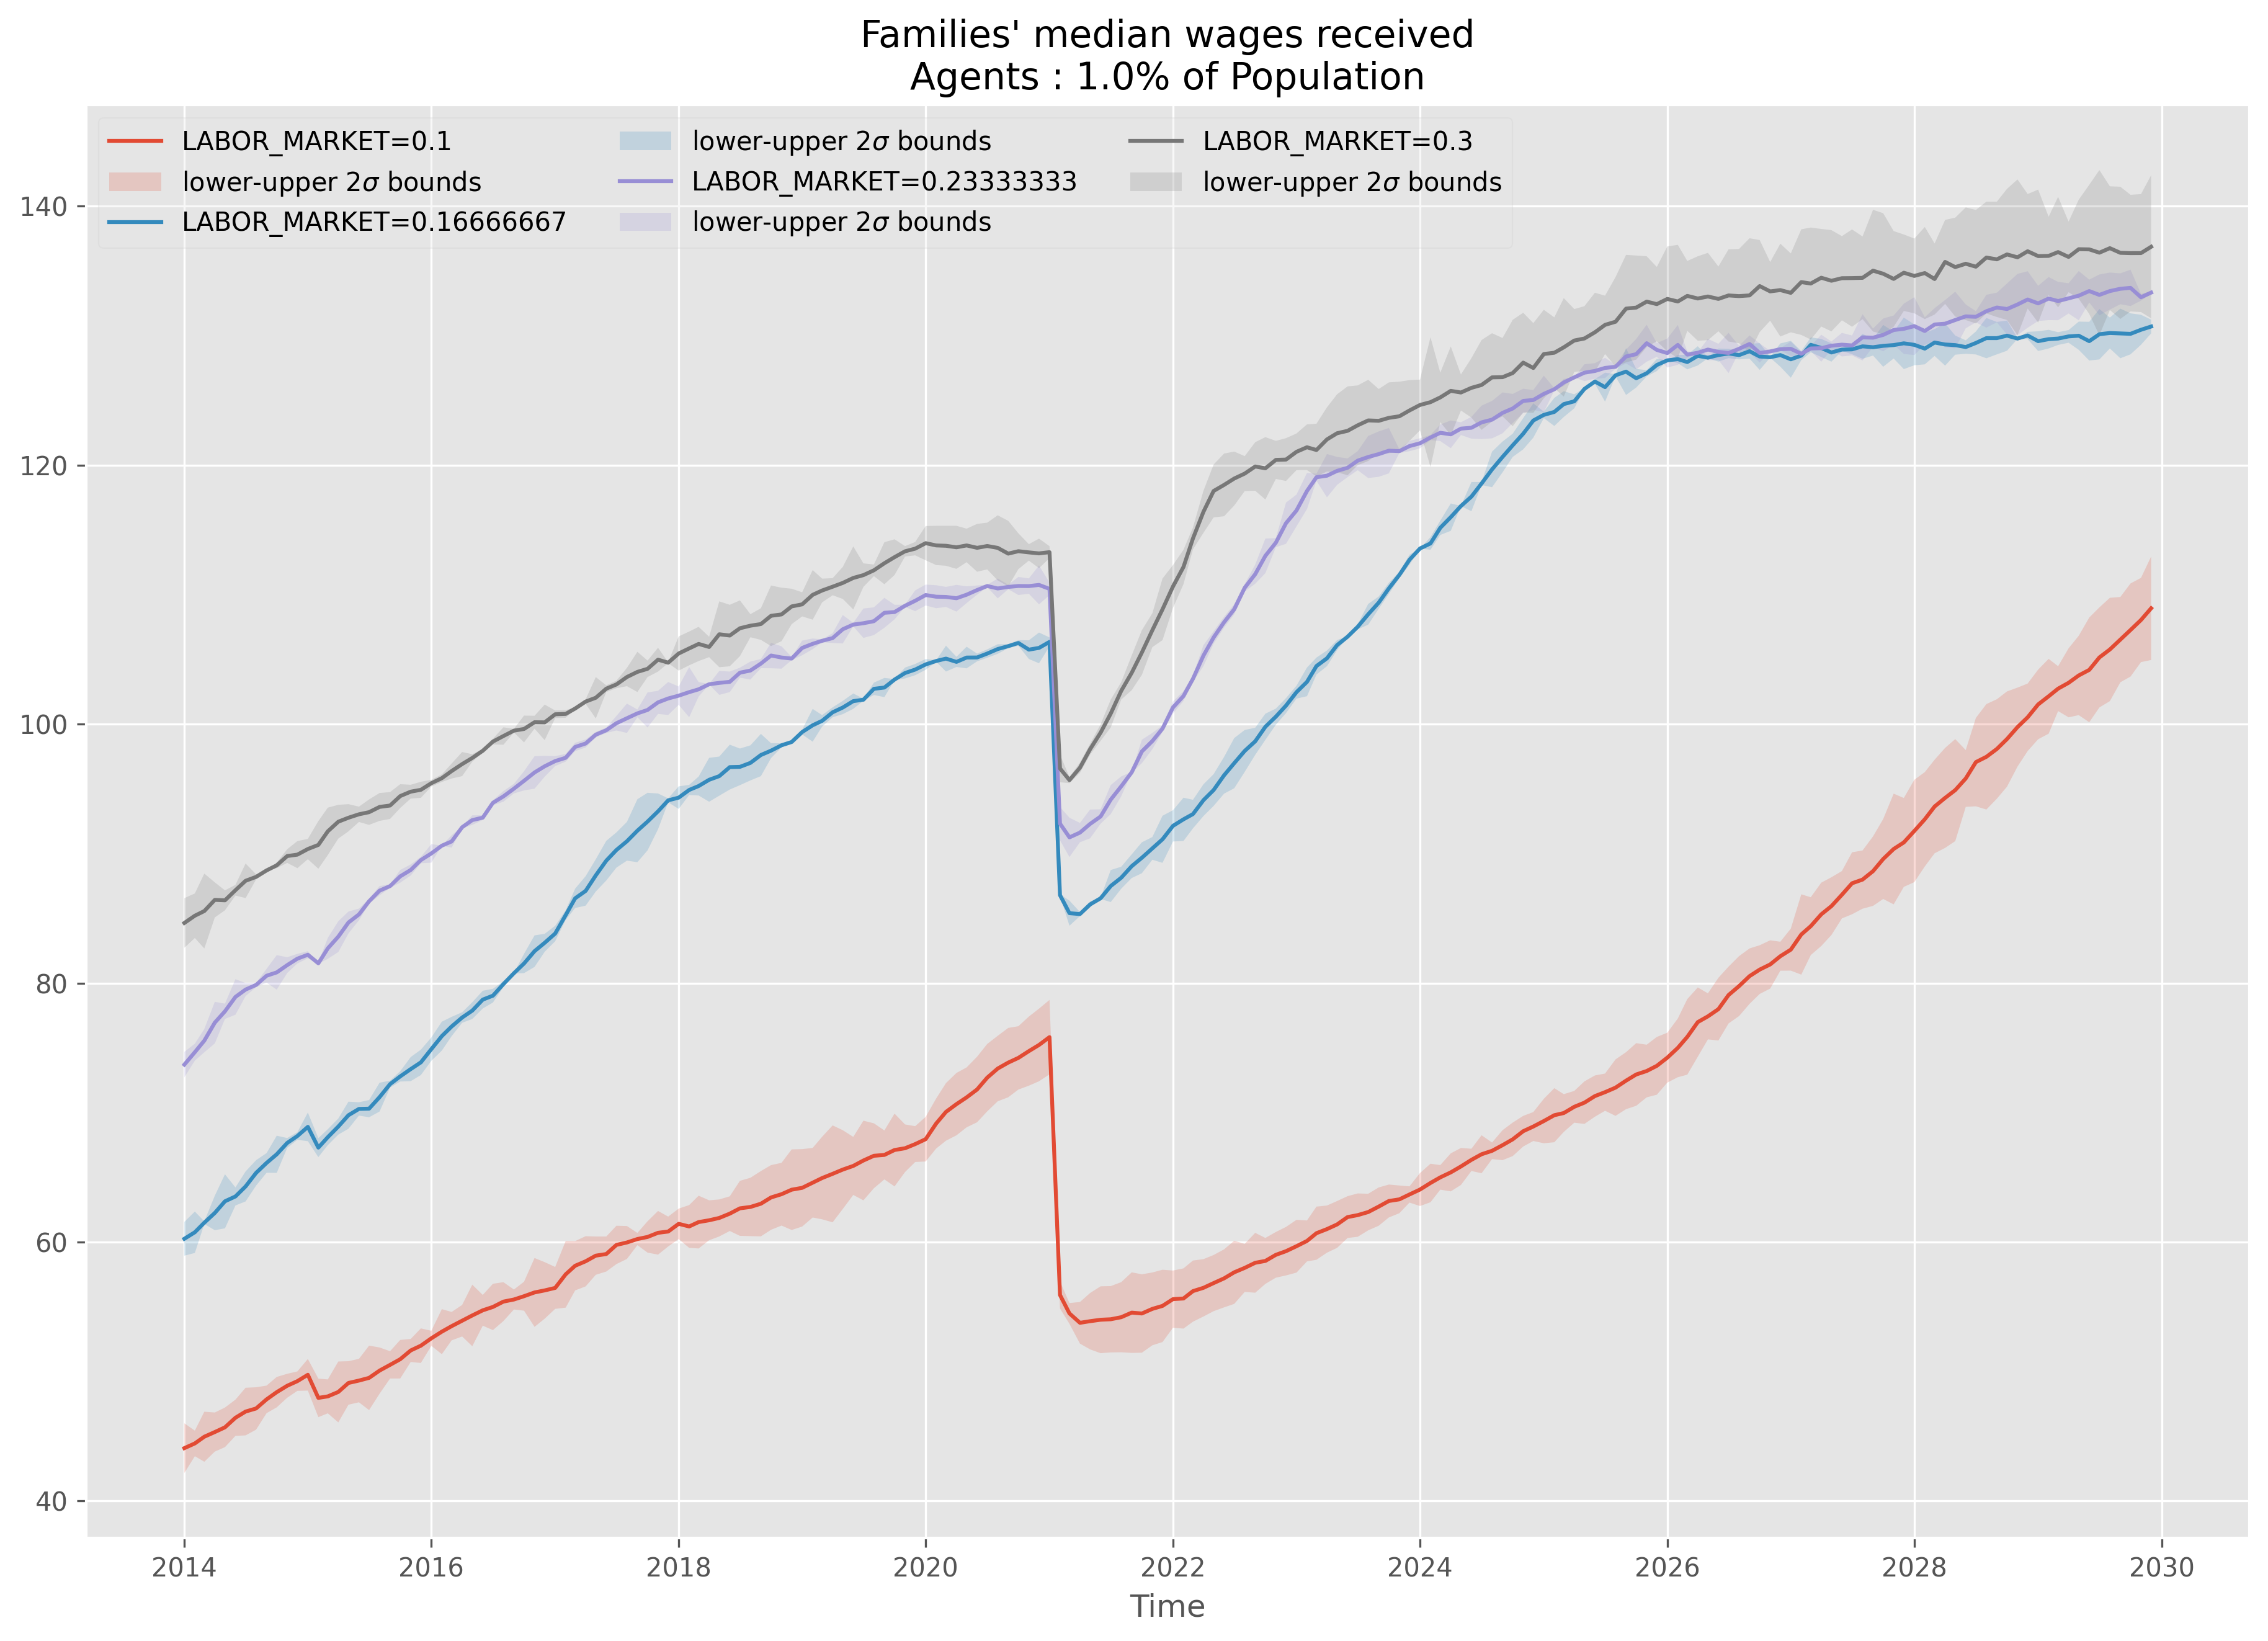 Families' median wages received
Agents : 1.0% of Population
LABOR_MARKET=0.1
lower-upper 2σ bounds
LABOR_MARKET=0.16666667
lower-upper 2σ bounds
LABOR_MARKET=0.23333333
lower-upper 2σ bounds
LABOR_MARKET=0.3
lower-upper 2σ bounds
140
120
100
80
60
40
2014
2016
2018
2020
2022
2024
2026
2028
2030
Time